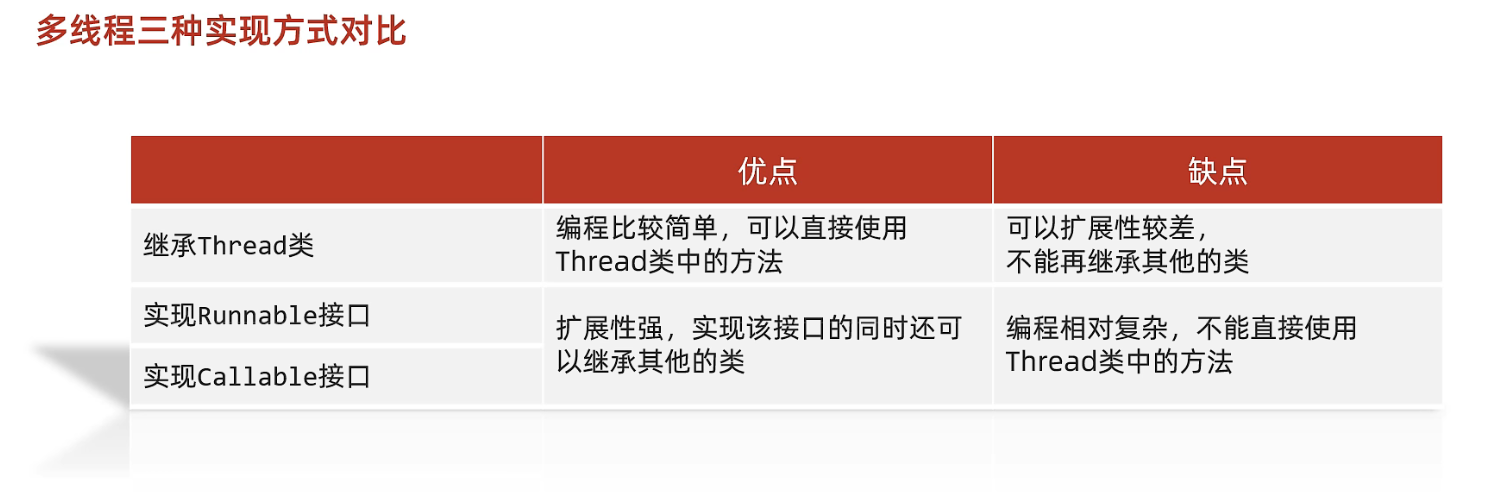 多线程三种实现方式对比
优点
缺点
继承Thread类
编程比较简单，可以直接使用
Thread类中的方法
可以扩展性较差，
不能再继承其他的类
实现Runnable接口
实现Callable接口
扩展性强，实现该接口的同时还可
以继承其他的类
编程相对复杂，不能直接使用
Thread类中的方法